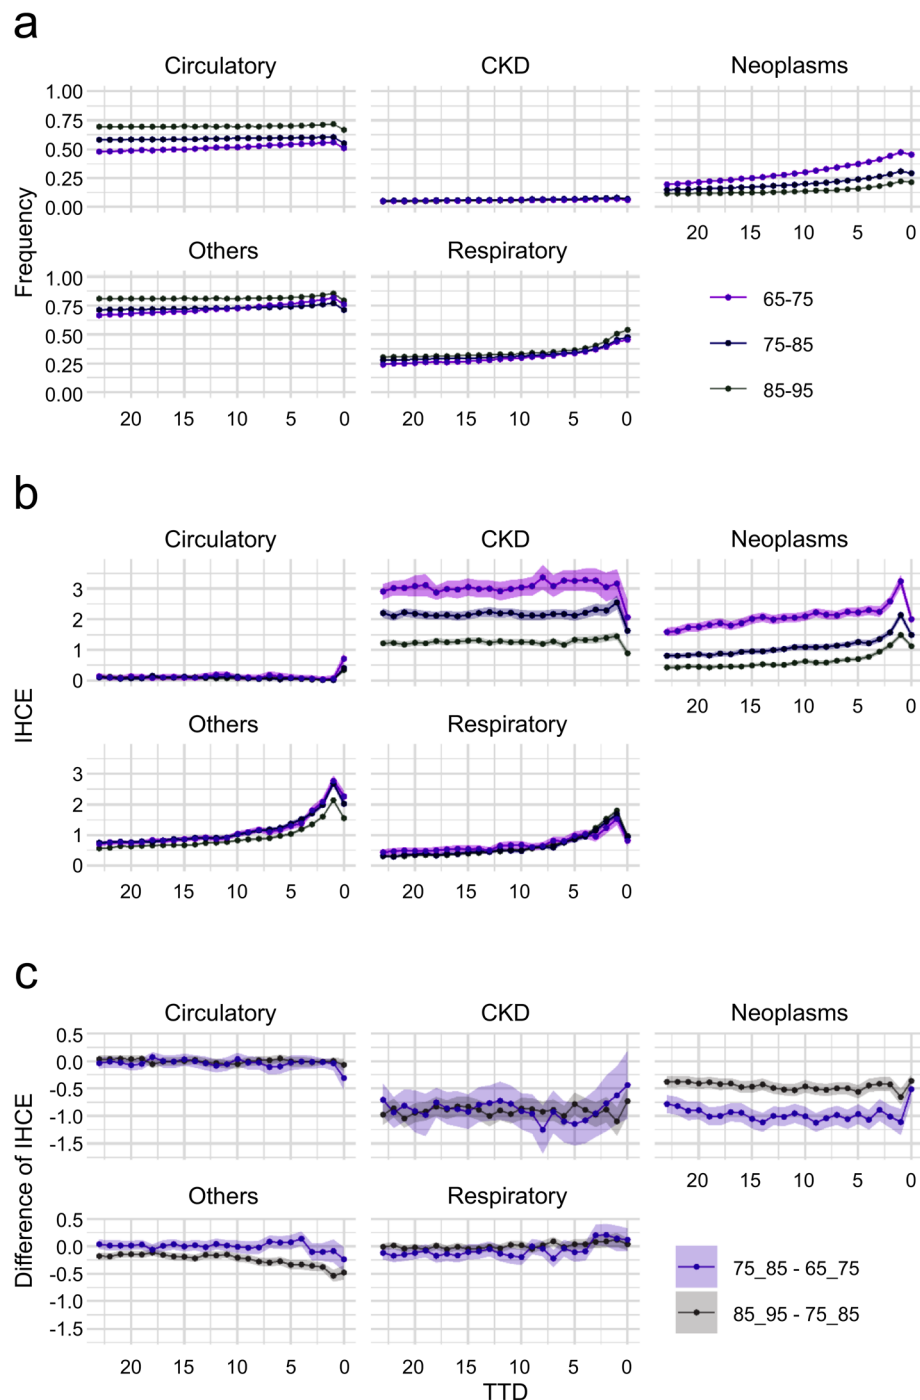 a
Circulatory CKD Neoplasms
1.00
0.75
0.50
0.25
0.00
20 15 10 5 0
Frequency
Others Respiratory
1.00
0.75
0.50
0.25
0.00
65-75
75-85
85-95
20 15 10 5 0 20 15 10 5 0
b
Circulatory CKD Neoplasms
3
2
1
0
20 15 10 5 0
IHCE
Others Respiratory
3
2
1
0
20 15 10 5 0 20 15 10 5 0
c
Circulatory CKD Neoplasms
0.5
0.0
-0.5
-1.0
-1.5
20 15 10 5 0
Difference of IHCE
Others Respiratory
0.5
0.0
-0.5
-1.0
-1.5
75_85 - 65_75
85_95 - 75_85
20 15 10 5 0 20 15 10 5 0
TTD